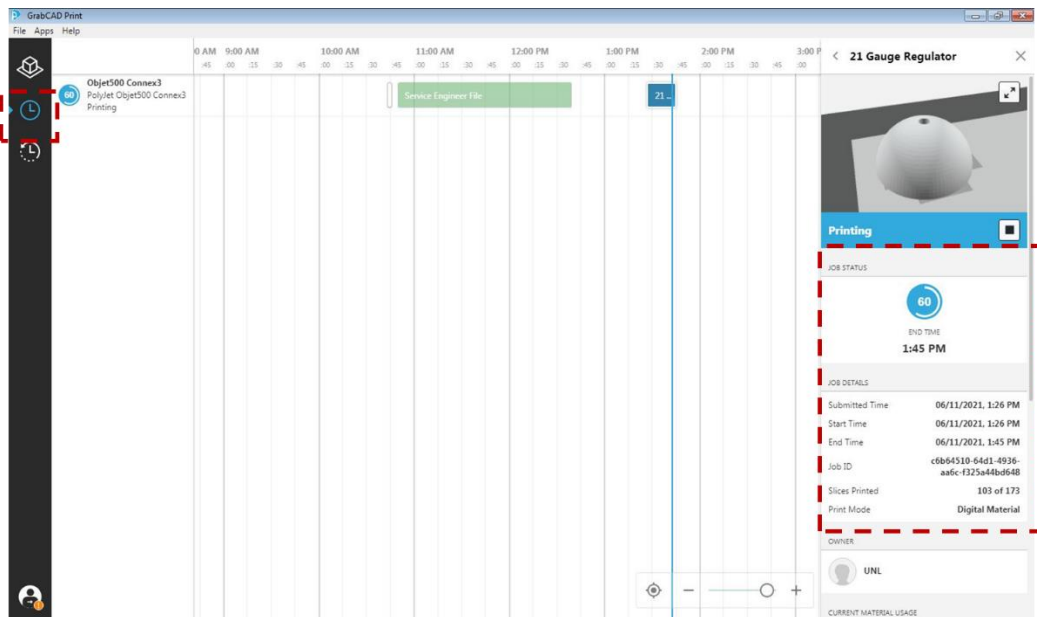 GrabCAD Print
File Apps Help
0 AM 9:00 AM 10:00 AM 11:00 AM 12:00 PM 1:00 PM 2:00 PM 3:00 P
:45 :00 :15 :30 :45 :00 :15 :30 :45 :00 :15 :30 :45 :00 :15 :30 :45 :00 :15 :30 :45 :00 :15 :30 :45 :00
Objet500 Connex3
60 PolyJet Objet500 Connex3
Printing
Service Engineer File
21 ..
21 Gauge Regulator
Printing
JOB STATUS
60
END TIME
1:45 PM
JOB DETAILS
Submitted Time 06/11/2021, 1:26 PM
Start Time 06/11/2021, 1:26 PM
End Time 06/11/2021, 1:45 PM
Job ID c6b64510-64d1-4936-
aa6c-f325a44bd648
Slices Printed 103 of 173
Print Mode Digital Material
OWNER
UNL
CURRENT MATERIAL USAGE